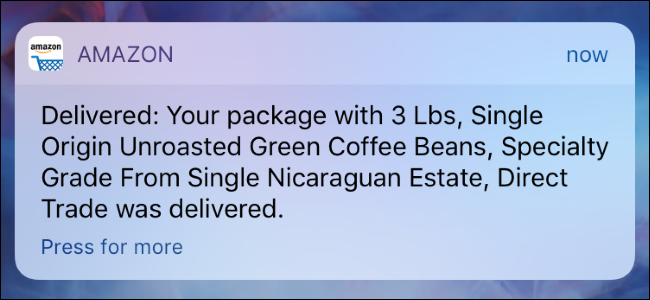 amazon
AMAZON
now
Delivered: Your package with 3 Lbs, Single
Origin Unroasted Green Coffee Beans, Specialty
Grade From Single Nicaraguan Estate, Direct
Trade was delivered.
Press for more